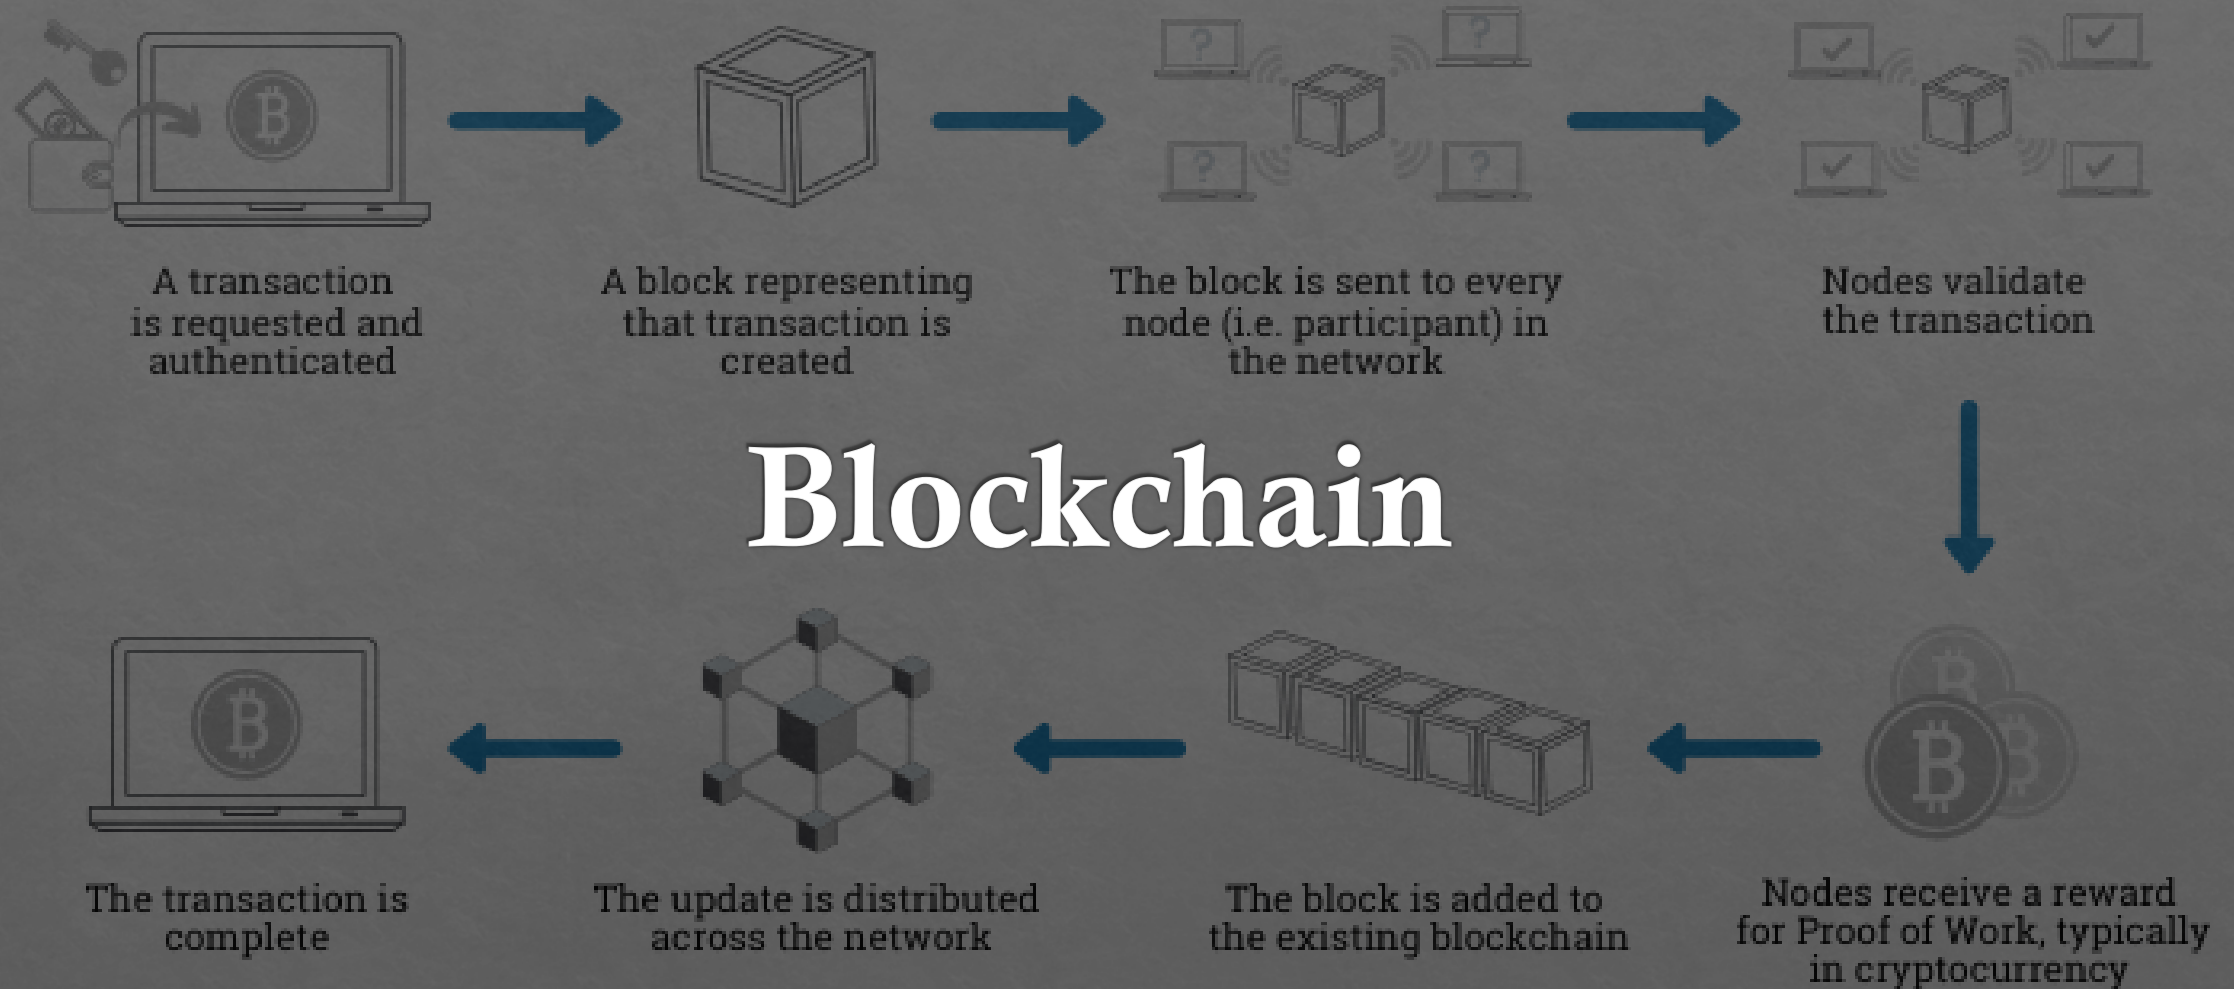 A transaction
is requested and
authenticated
A block representing
that transaction is
created
The block is sent to every
node (i.e. participant) in
the network
Nodes validate
the transaction
Blockchain
Nodes receive a reward
for Proof of Work, typically
in cryptocurrency
The block is added to
the existing blockchain
The update is distributed
across the network
The transaction is
complete